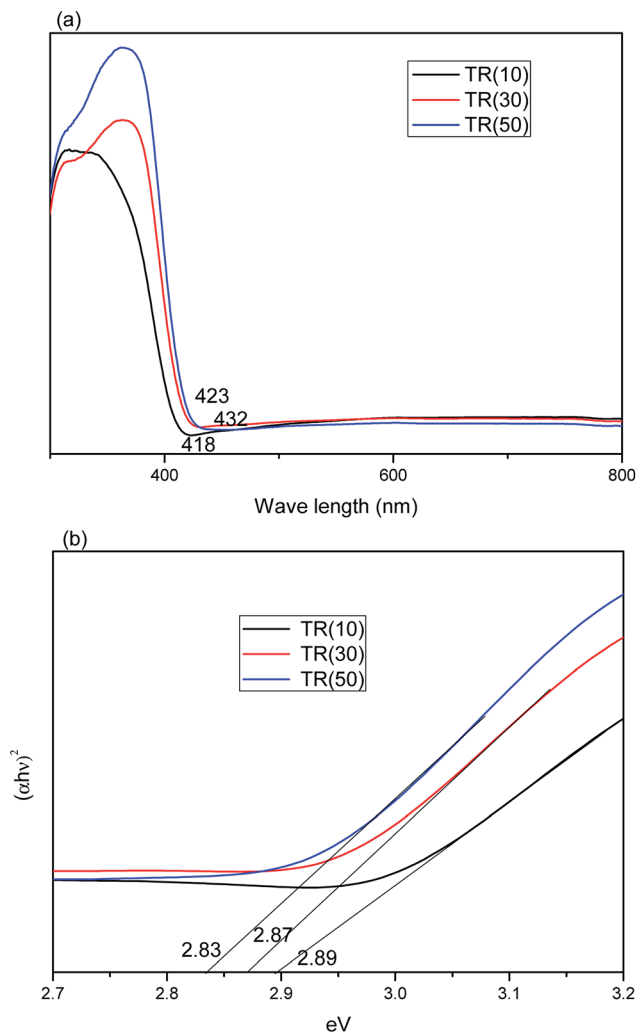 (a)
TR(10)
TR(30)
TR(50)
423
432
418
400
600
800
Wave length (nm)
(b)
TR(10)
TR(30)
TR(50)
(αhν)²
2.83
2.87
2.89
2.7
2.8
2.9
3.0
3.1
3.2
eV